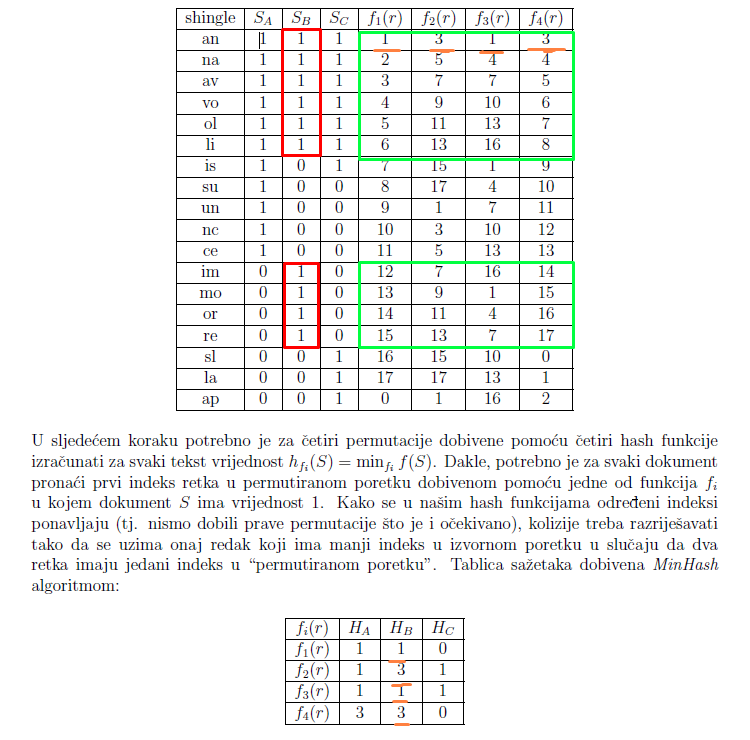 shingle S_A S_B S_C f_1(r) f_2(r) f_3(r) f_4(r)
an 1 1 1 1 3 1 3
na 1 1 1 2 5 4 4
av 1 1 1 3 7 7 5
vo 1 1 1 4 9 10 6
ol 1 1 1 5 11 13 7
li 1 1 1 6 13 16 8
is 1 0 1 7 15 1 9
su 1 0 0 8 17 4 10
un 1 0 0 9 1 7 11
nc 1 0 0 10 3 10 12
ce 1 0 0 11 5 13 13
im 0 1 0 12 7 16 14
mo 0 1 0 13 9 1 15
or 0 1 0 14 11 4 16
re 0 1 0 15 13 7 17
sl 0 0 1 16 15 10 0
la 0 0 1 17 17 13 1
ap 0 0 1 0 1 16 2
U sljedećem koraku potrebno je za četiri permutacije dobivene pomoću četiri hash funkcije
izračunati za svaki tekst vrijednost h_{f_i}(S) = min_{f_i} f(S). Dakle, potrebno je za svaki dokument
pronaći prvi indeks retka u permutiranom poretku dobivenom pomoću jedne od funkcija f_i
u kojem dokument S ima vrijednost 1. Kako se u našim hash funkcijama određeni indeksi
ponavljaju (tj. nismo dobili prave permutacije što je i očekivano), kolizije treba razriješavati
tako da se uzima onaj redak koji ima manji indeks u izvornom poretku u slučaju da dva
retka imaju jedani indeks u “permutiranom poretku”. Tablica sažetaka dobivena MinHash
algoritmom:
f_i(r) H_A H_B H_C
f_1(r) 1 1 0
f_2(r) 1 3 1
f_3(r) 1 1 1
f_4(r) 3 3 0